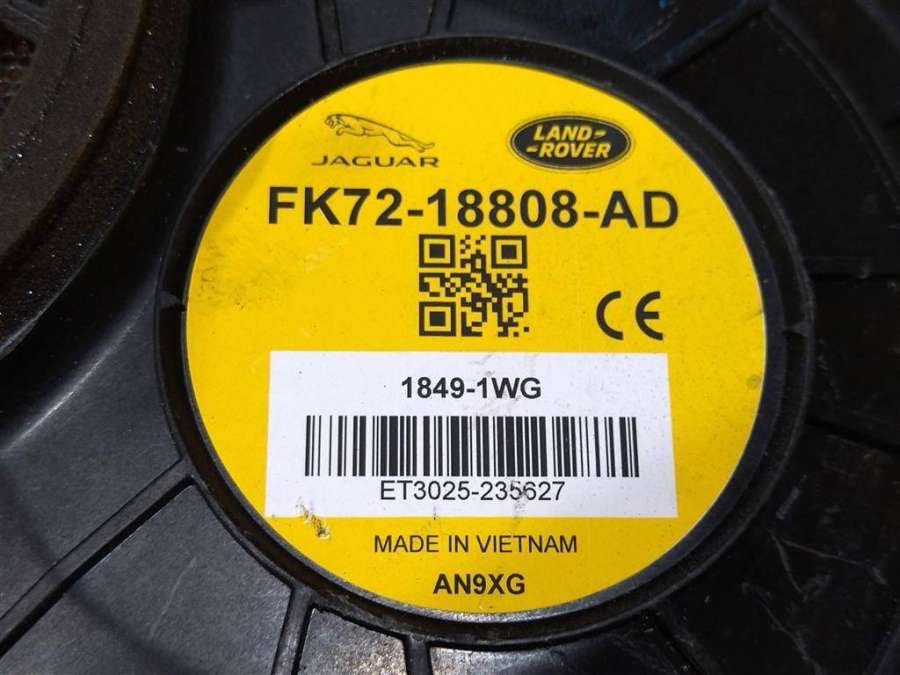 JAGUAR
LAND-
-ROVER
FK72-18808-AD
CE
1849-1WG
ET3025-235627
MADE IN VIETNAM
AN9XG